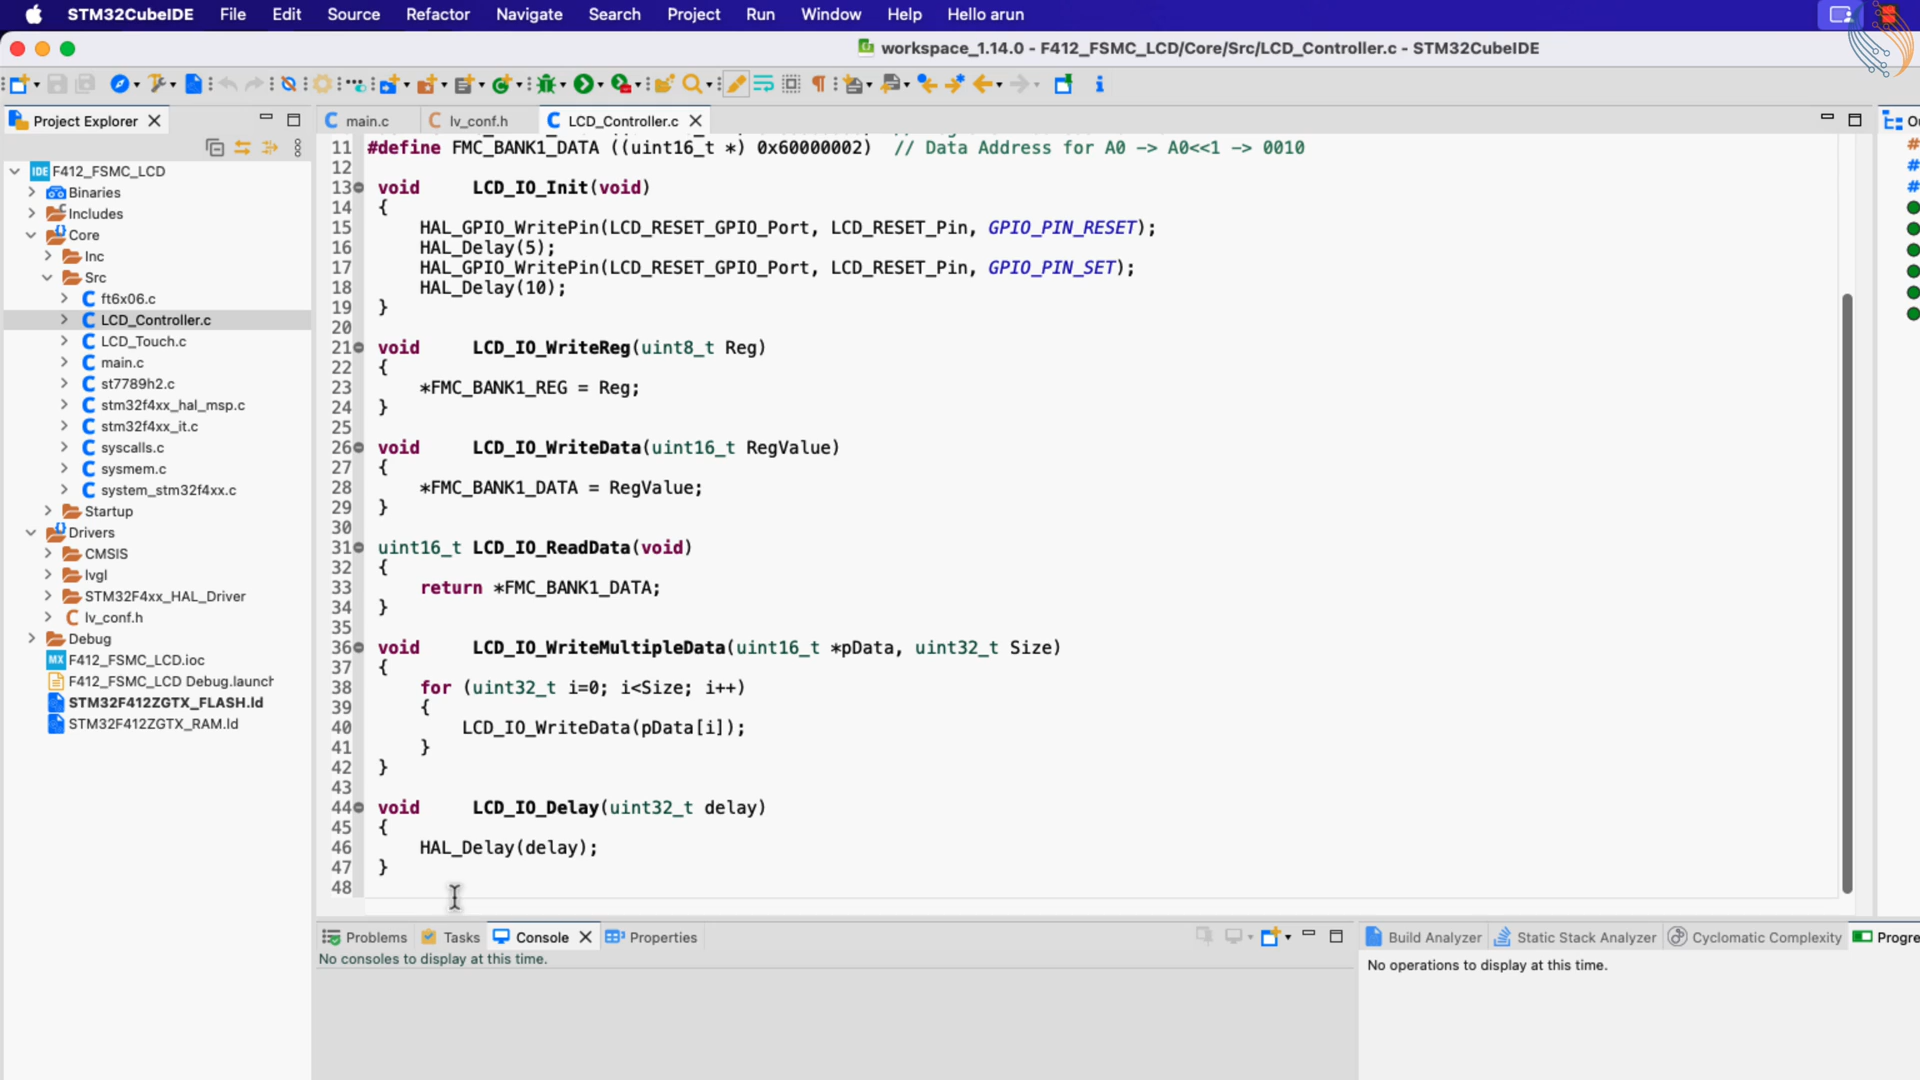 STM32CubeIDE File Edit Source Refactor Navigate Search Project Run Window Help Hello arun
workspace_1.14.0 - F412_FSMC_LCD/Core/Src/LCD_Controller.c - STM32CubeIDE
Project Explorer
main.c
lv_conf.h
LCD_Controller.c
F412_FSMC_LCD
Binaries
Includes
Core
Inc
Src
ft6x06.c
LCD_Controller.c
LCD_Touch.c
main.c
st7789h2.c
stm32f4xx_hal_msp.c
stm32f4xx_it.c
syscalls.c
sysmem.c
system_stm32f4xx.c
Startup
Drivers
CMSIS
lvgl
STM32F4xx_HAL_Driver
lv_conf.h
Debug
F412_FSMC_LCD.ioc
F412_FSMC_LCD Debug.launch
STM32F412ZGTX_FLASH.ld
STM32F412ZGTX_RAM.ld
11 #define FMC_BANK1_DATA ((uint16_t *) 0x60000002)  // Data Address for A0 -> A0<<1 -> 0010
12
13 void     LCD_IO_Init(void)
14 {
15     HAL_GPIO_WritePin(LCD_RESET_GPIO_Port, LCD_RESET_Pin, GPIO_PIN_RESET);
16     HAL_Delay(5);
17     HAL_GPIO_WritePin(LCD_RESET_GPIO_Port, LCD_RESET_Pin, GPIO_PIN_SET);
18     HAL_Delay(10);
19 }
20
21 void     LCD_IO_WriteReg(uint8_t Reg)
22 {
23     *FMC_BANK1_REG = Reg;
24 }
25
26 void     LCD_IO_WriteData(uint16_t RegValue)
27 {
28     *FMC_BANK1_DATA = RegValue;
29 }
30
31 uint16_t LCD_IO_ReadData(void)
32 {
33     return *FMC_BANK1_DATA;
34 }
35
36 void     LCD_IO_WriteMultipleData(uint16_t *pData, uint32_t Size)
37 {
38     for (uint32_t i=0; i<Size; i++)
39     {
40         LCD_IO_WriteData(pData[i]);
41     }
42 }
43
44 void     LCD_IO_Delay(uint32_t delay)
45 {
46     HAL_Delay(delay);
47 }
48
Problems Tasks Console Properties
No consoles to display at this time.
Build Analyzer Static Stack Analyzer Cyclomatic Complexity Progre
No operations to display at this time.